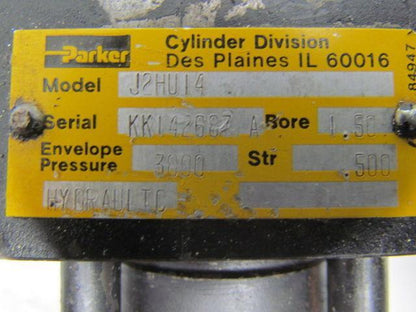 Parker Cylinder Division
Des Plaines IL 60016
Model J2HU14
Serial A Bore 1.50
Envelope
Pressure 3000 Str .500
HYDRAULIC
84947